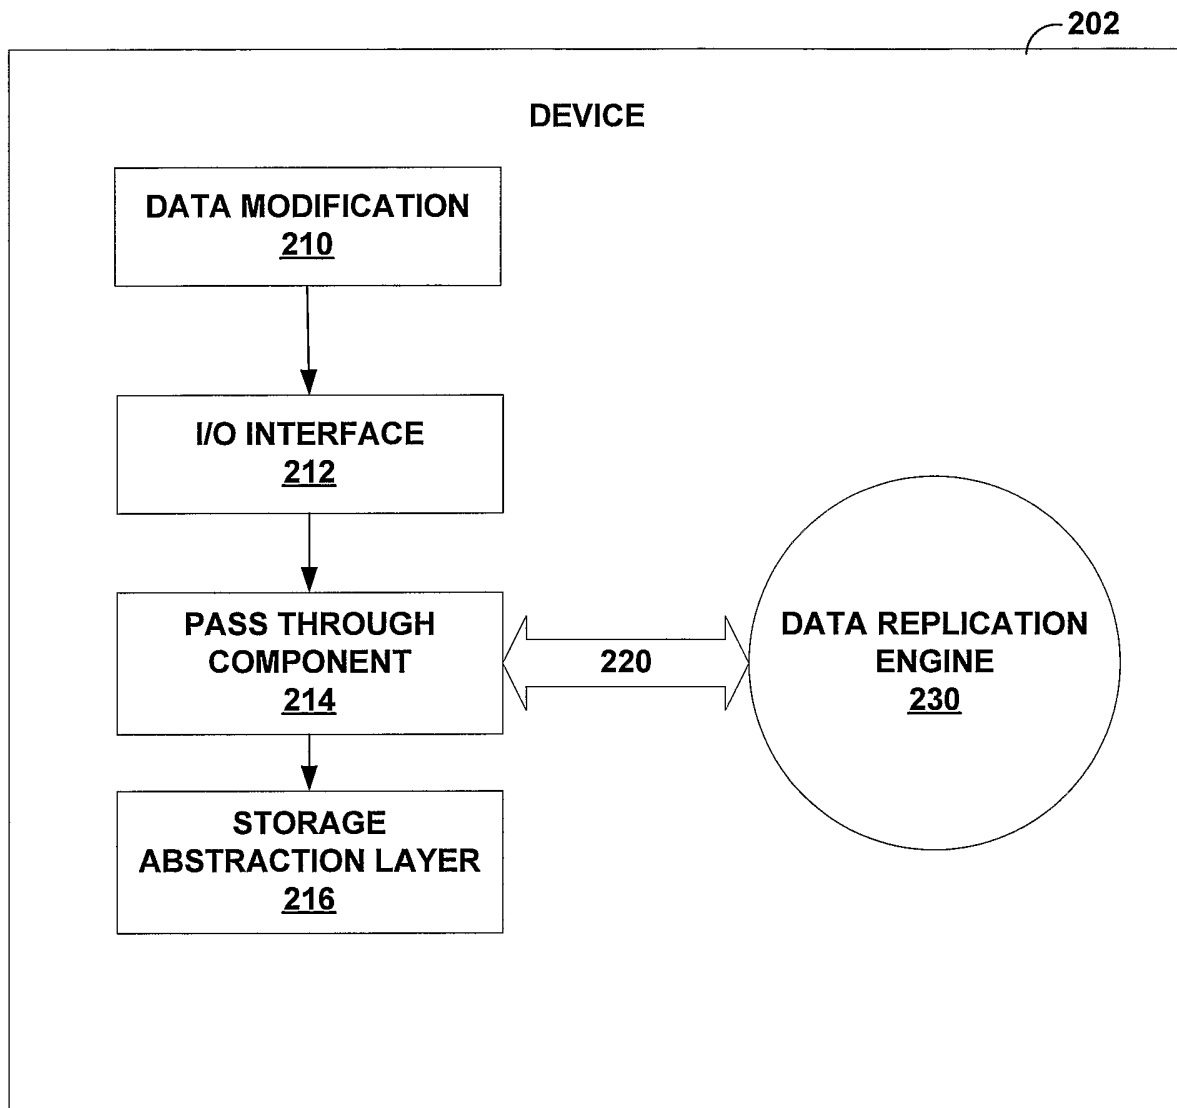 202
DEVICE
DATA MODIFICATION
210
I/O INTERFACE
212
PASS THROUGH
COMPONENT
214
220
DATA REPLICATION
ENGINE
230
STORAGE
ABSTRACTION LAYER
216